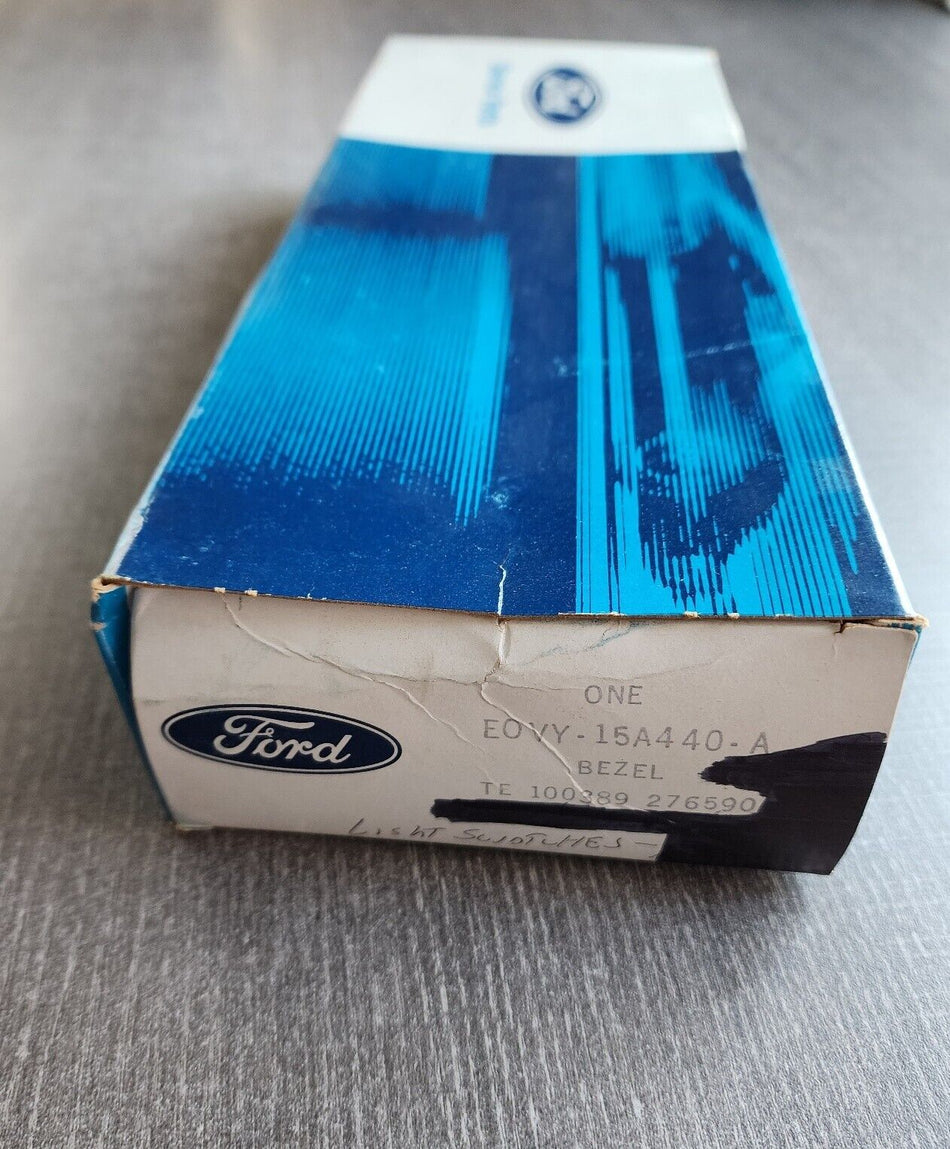 Ford
ONE
EOVY-15A440-A
BEZEL
TE 100389 276590
LIGHT SWITCHES-